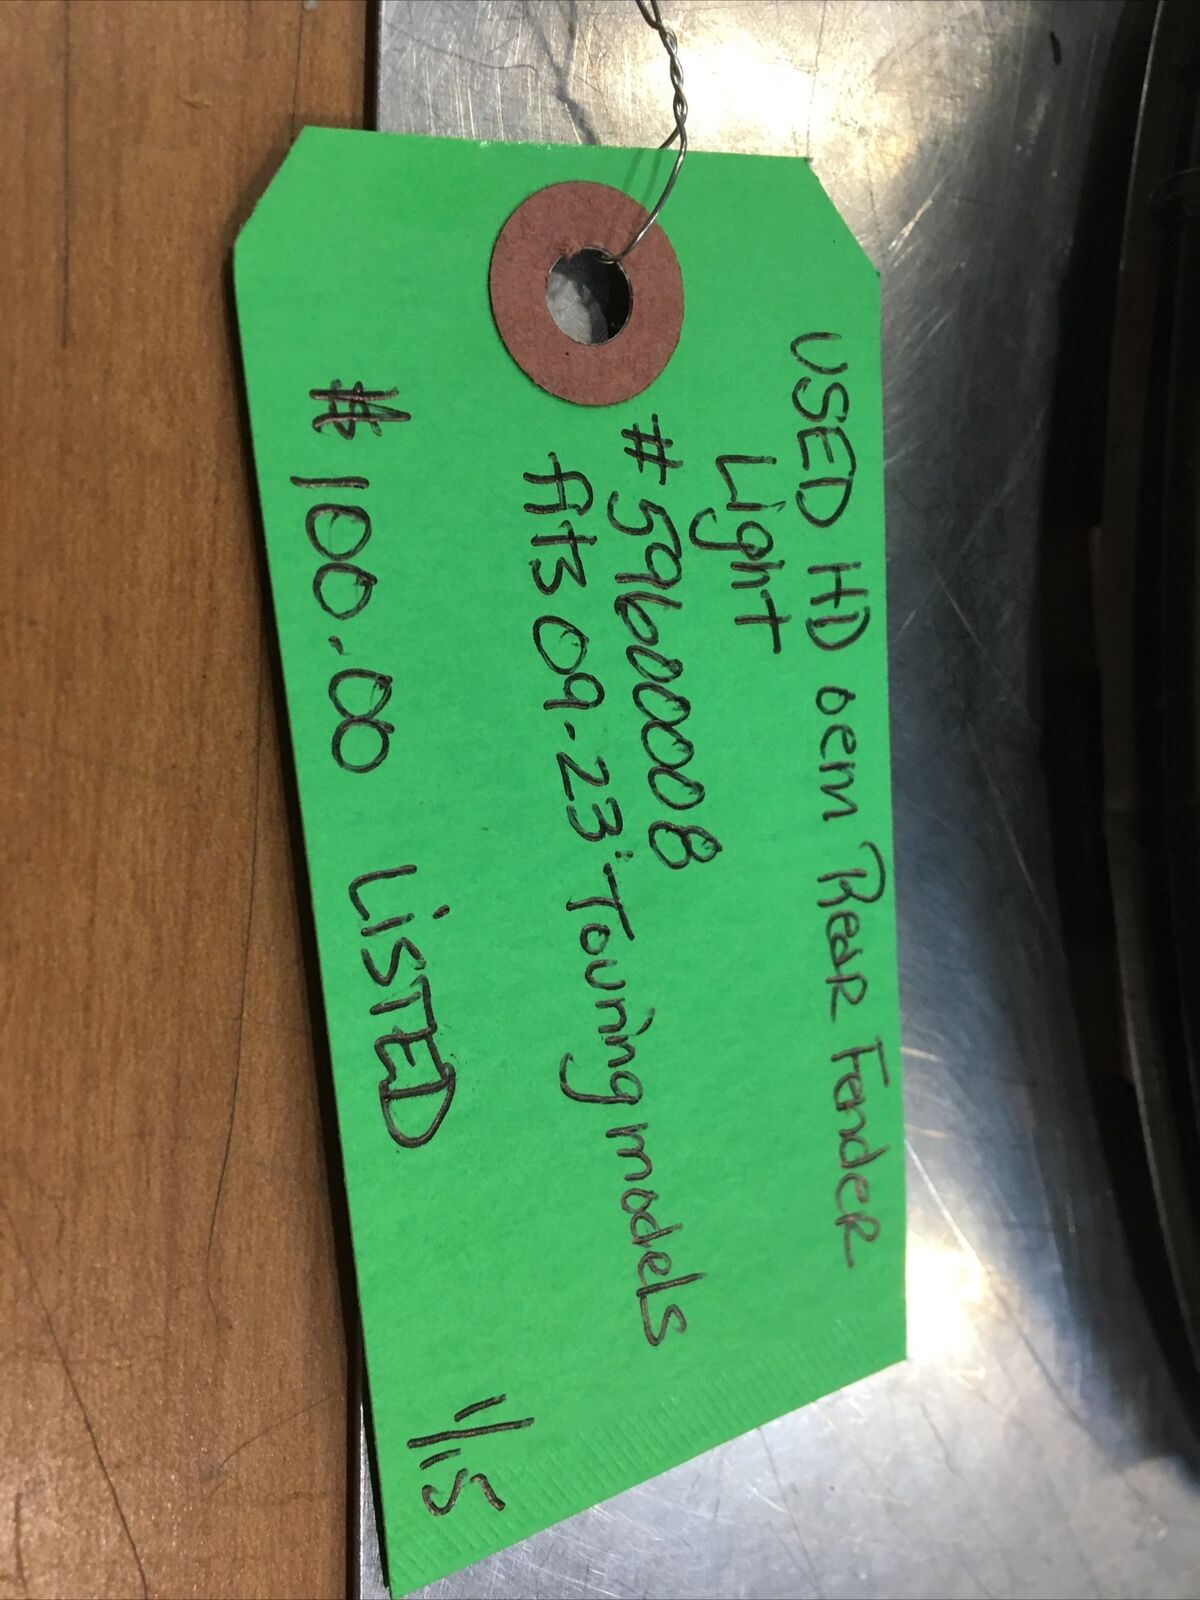 USED HD oem Rear Fender
Light
#59600008
fits 09-23 Touring models
$100.00 LISTED 1/15